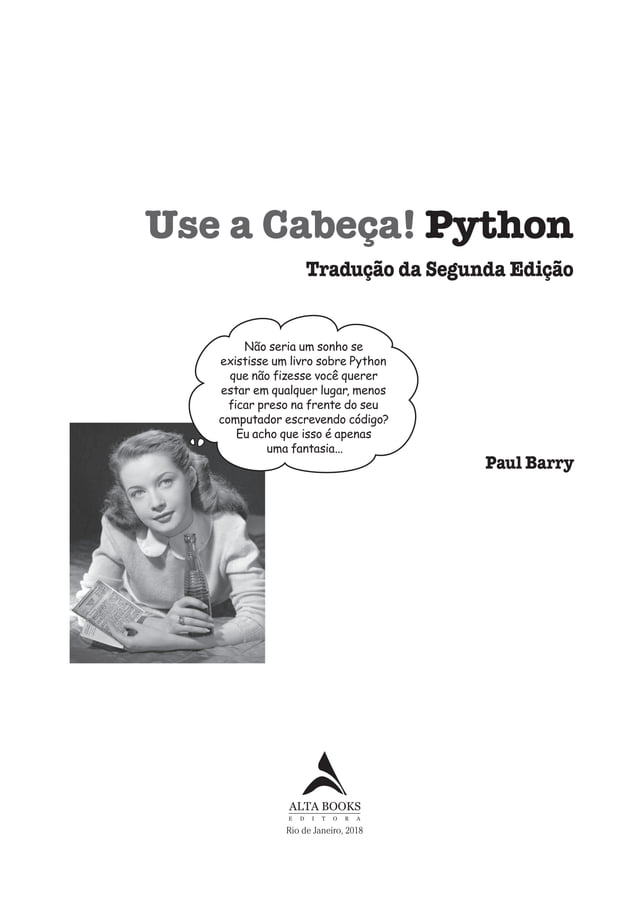 Use a Cabeça! Python
Tradução da Segunda Edição
Não seria um sonho se
existisse um livro sobre Python
que não fizesse você querer
estar em qualquer lugar, menos
ficar preso na frente do seu
computador escrevendo código?
Eu acho que isso é apenas
uma fantasia...
Paul Barry
ALTA BOOKS
EDITORA
Rio de Janeiro, 2018